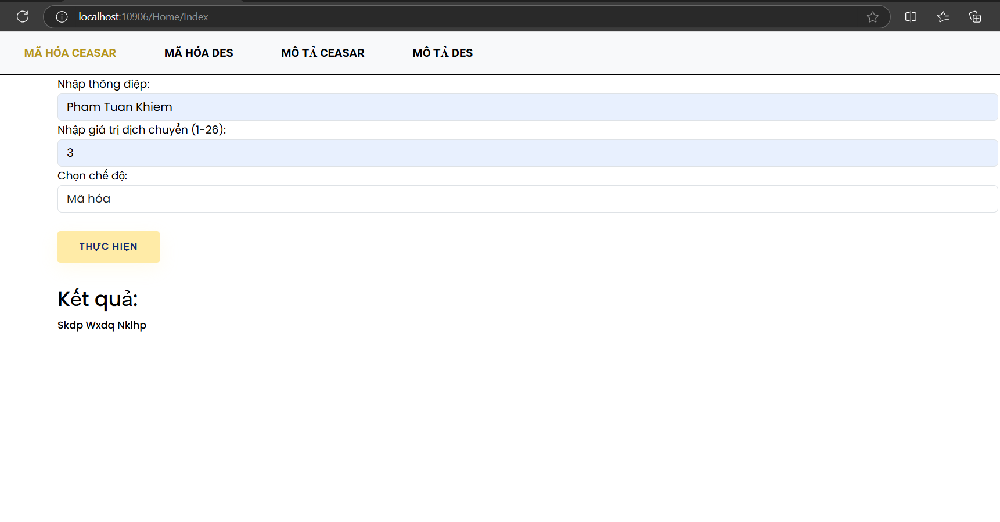 localhost:10906/Home/Index
MÃ HÓA CEASAR MÃ HÓA DES MÔ TẢ CEASAR MÔ TẢ DES
Nhập thông điệp:
Pham Tuan Khiem
Nhập giá trị dịch chuyển (1-26):
3
Chọn chế độ:
Mã hóa
THỰC HIỆN
Kết quả:
Skdp Wxdq Nklhp